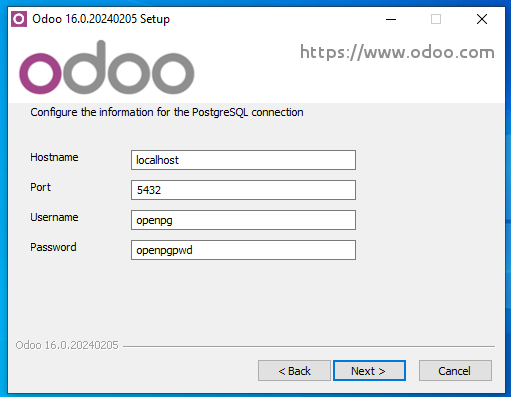 Odoo 16.0.20240205 Setup
odoo
https://www.odoo.com
Configure the information for the PostgreSQL connection
Hostname
localhost
Port
5432
Username
openpg
Password
openpgpwd
Odoo 16.0.20240205
< Back
Next >
Cancel